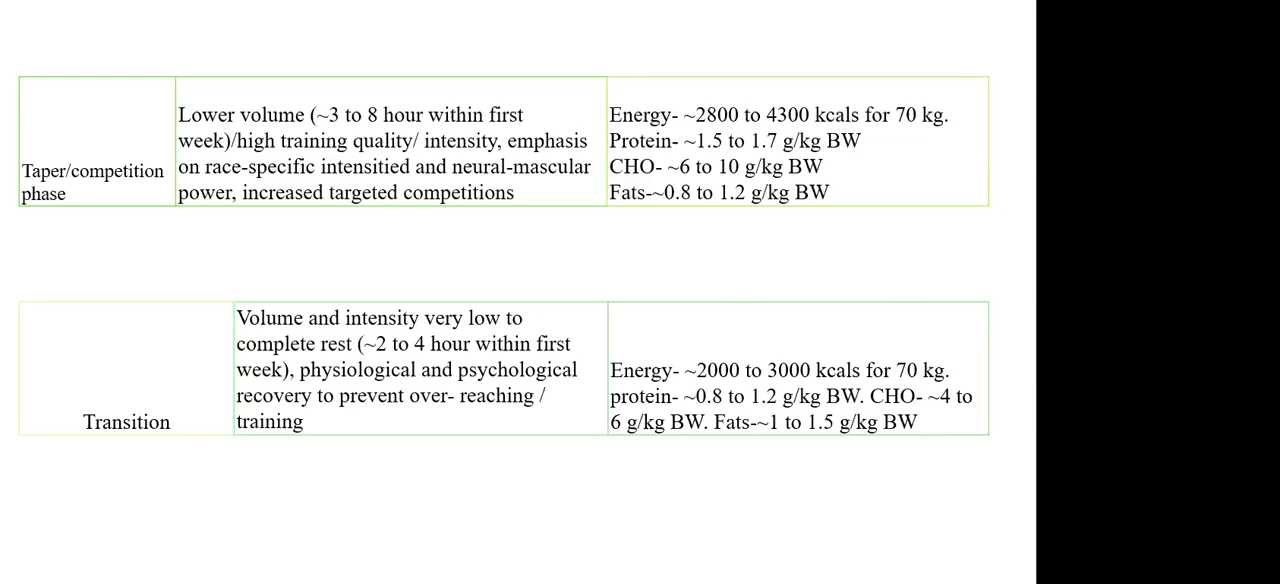 Taper/competition
phase
Lower volume (~3 to 8 hour within first
week)/high training quality/ intensity, emphasis
on race-specific intensitied and neural-mascular
power, increased targeted competitions
Energy- ~2800 to 4300 kcals for 70 kg.
Protein- ~1.5 to 1.7 g/kg BW
CHO- ~6 to 10 g/kg BW
Fats-~0.8 to 1.2 g/kg BW
Transition
Volume and intensity very low to
complete rest (~2 to 4 hour within first
week), physiological and psychological
recovery to prevent over- reaching /
training
Energy- ~2000 to 3000 kcals for 70 kg.
protein- ~0.8 to 1.2 g/kg BW. CHO- ~4 to
6 g/kg BW. Fats-~1 to 1.5 g/kg BW